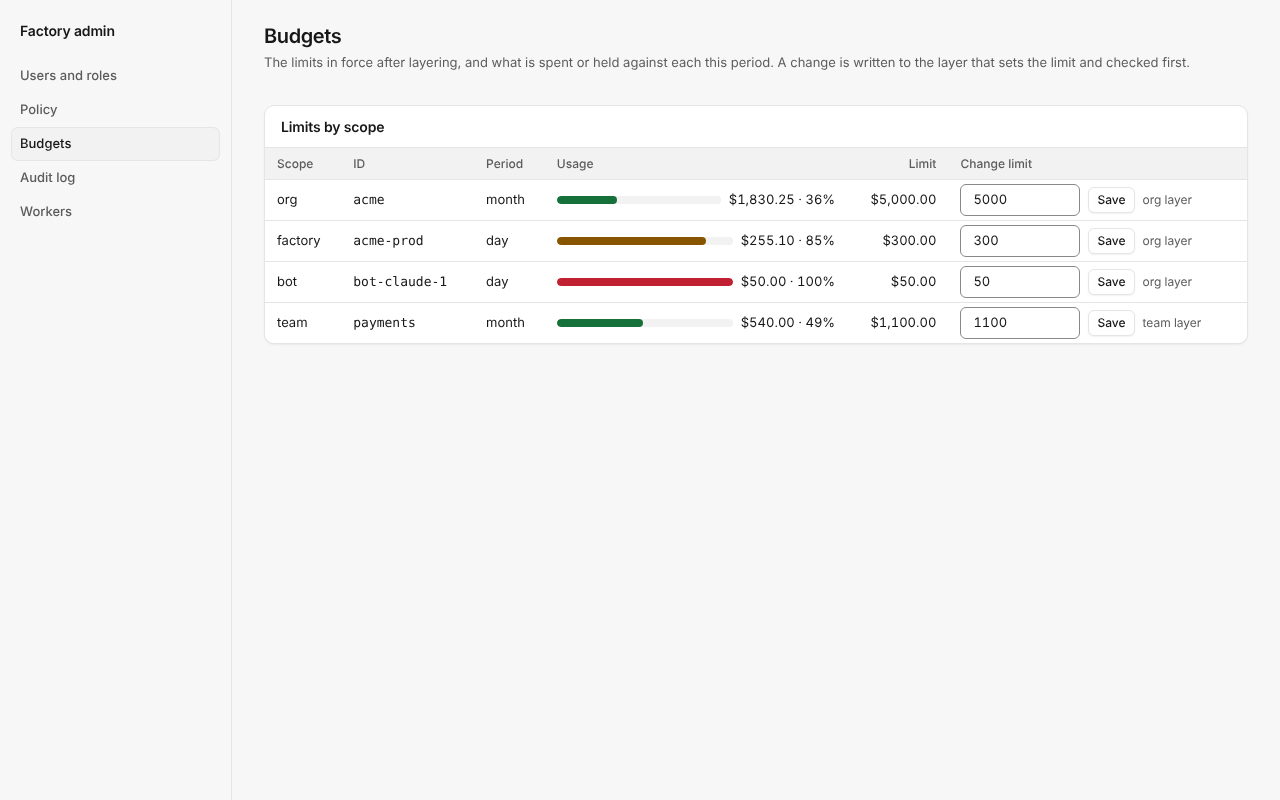 Factory admin
Users and roles
Policy
Budgets
Audit log
Workers
Budgets
The limits in force after layering, and what is spent or held against each this period. A change is written to the layer that sets the limit and checked first.
Limits by scope
Scope ID Period Usage Limit Change limit
org acme month $1,830.25 · 36% $5,000.00 5000 Save org layer
factory acme-prod day $255.10 · 85% $300.00 300 Save org layer
bot bot-claude-1 day $50.00 · 100% $50.00 50 Save org layer
team payments month $540.00 · 49% $1,100.00 1100 Save team layer